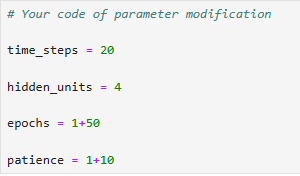 # Your code of parameter modification
time_steps = 20
hidden_units = 4
epochs = 1+50
patience = 1+10